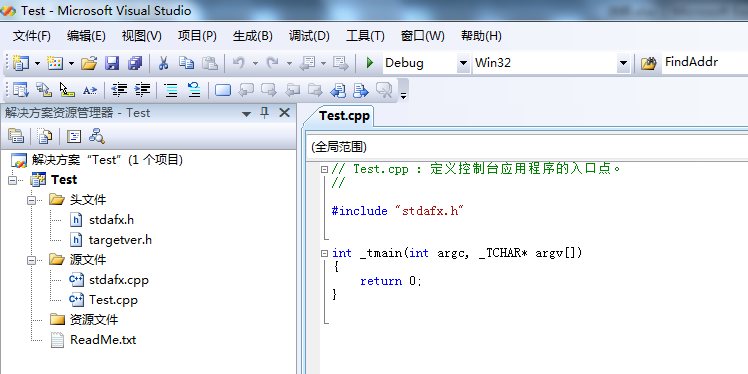 Test - Microsoft Visual Studio
文件(F) 编辑(E) 视图(V) 项目(P) 生成(B) 调试(D) 工具(T) 窗口(W) 帮助(H)
Debug Win32 FindAddr
解决方案资源管理器 - Test
Test.cpp
(全局范围)
解决方案“Test”(1 个项目)
Test
头文件
stdafx.h
targetver.h
源文件
stdafx.cpp
Test.cpp
资源文件
ReadMe.txt
// Test.cpp : 定义控制台应用程序的入口点。
//
#include "stdafx.h"
int _tmain(int argc, _TCHAR* argv[])
{
return 0;
}